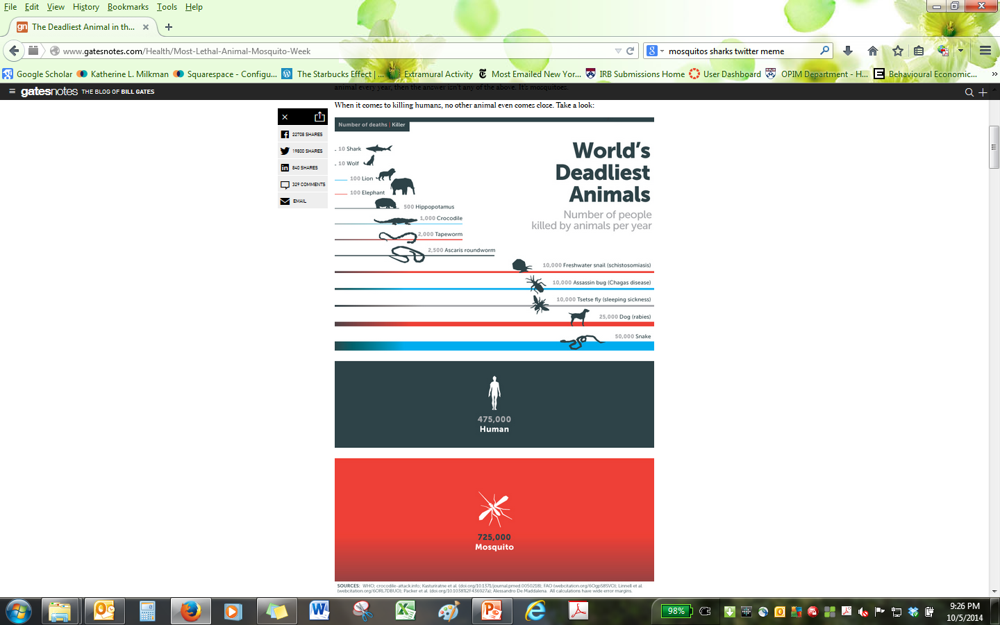 File Edit View History Bookmarks Tools Help
The Deadliest Animal in th...
www.gatesnotes.com/Health/Most-Lethal-Animal-Mosquito-Week
mosquitos sharks twitter meme
Google Scholar Katherine L. Milkman Squarespace - Configu... The Starbucks Effect | ... Extramural Activity Most Emailed New Yor... IRB Submissions Home User Dashboard OPIM Department - H... Behavioural Economic... »
gatesnotes THE BLOG OF BILL GATES
animal every year, then the answer isn't any of the above. It's mosquitoes.
When it comes to killing humans, no other animal even comes close. Take a look:
22708 SHARES
19800 SHARES
840 SHARES
329 COMMENTS
EMAIL
Number of deaths | Killer
World's
Deadliest
Animals
Number of people
killed by animals per year
10 Shark
10 Wolf
100 Lion
100 Elephant
500 Hippopotamus
1,000 Crocodile
2,000 Tapeworm
2,500 Ascaris roundworm
10,000 Freshwater snail (schistosomiasis)
10,000 Assassin bug (Chagas disease)
10,000 Tsetse fly (sleeping sickness)
25,000 Dog (rabies)
50,000 Snake
475,000
Human
725,000
Mosquito
SOURCES: WHO; crocodile-attack.info; Kasturiratne et al. (doi.org/10.1371/journal.pmed.0050218); FAO (webcitation.org/6OgpS8SVO); Linnell et al.
(webcitation.org/6ORL7DBUO); Packer et al. (doi.org/10.1038%2F436927a); Alessandro De Maddalena. All calculations have wide error margins.
98%
9:26 PM
10/5/2014